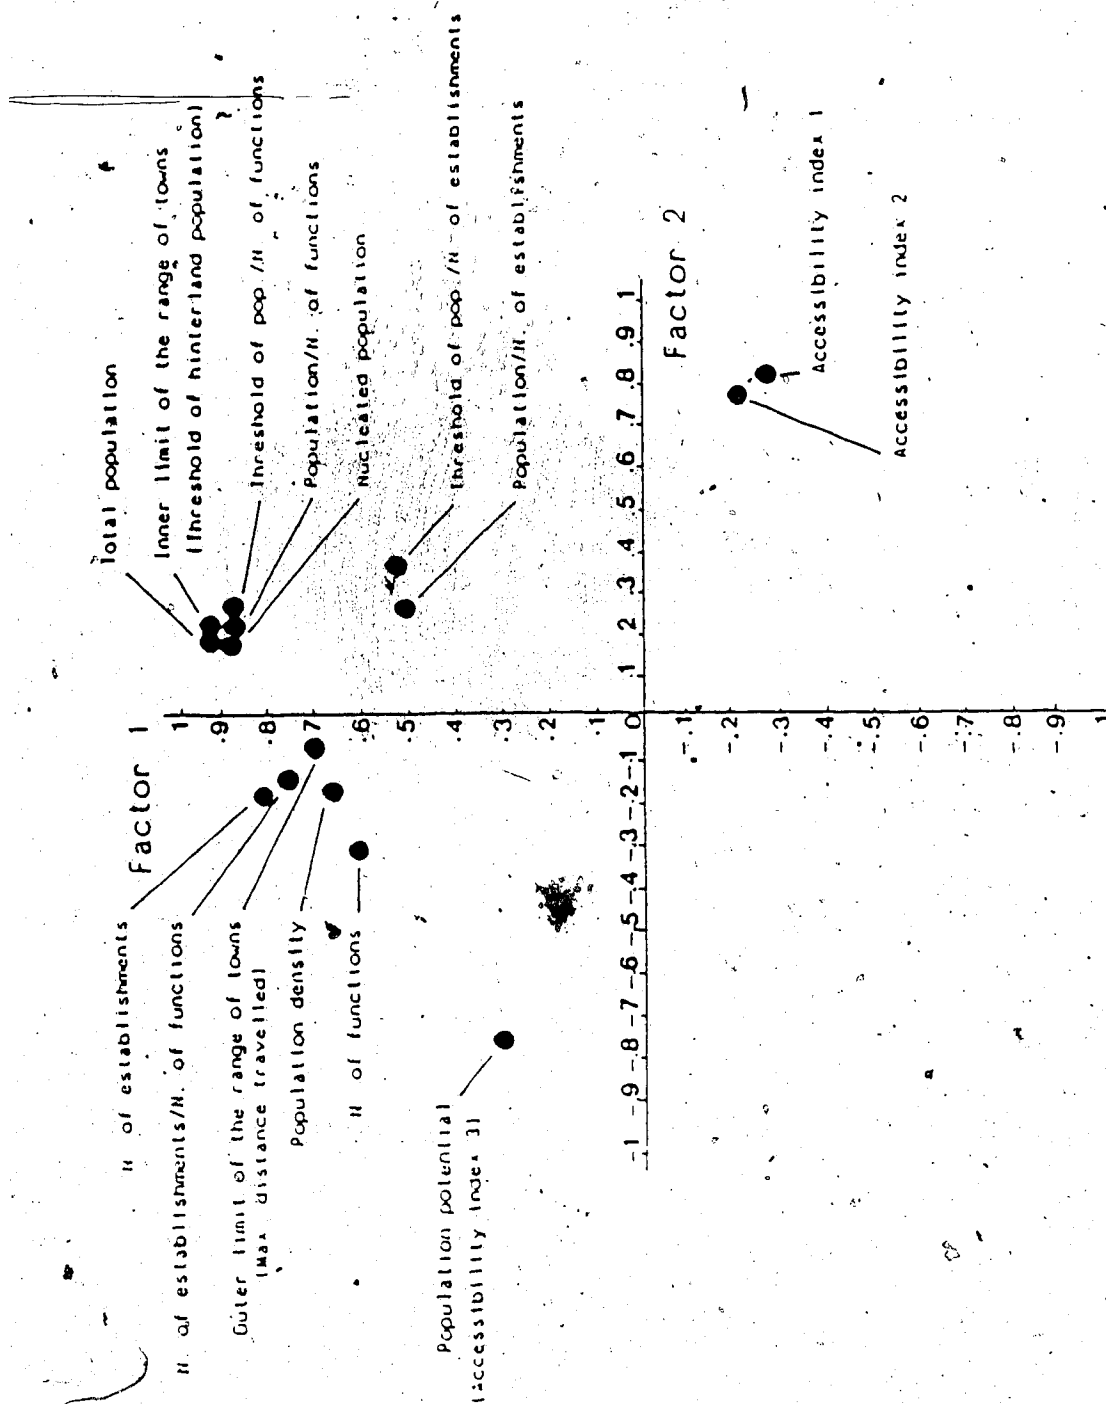 Factor 1
Total population
Inner limit of the range of towns
(Threshold of hinterland population)
Threshold of pop./N. of functions
Population/N. of functions
Nucleated population
Threshold of pop./N. of establishments
Population/N. of establishments
N of establishments
N. of establishments/N. of functions
Outer limit of the range of towns
(Max distance travelled)
Population density
N of functions
Population potential
(Accessibility index 3)
Factor 2
Accessibility index 1
Accessibility index 2
1
.9
.8
.7
.6
.5
.4
.3
.2
.1
0
-.1
-.2
-.3
-.4
-.5
-.6
-.7
-.8
-.9
-1
-1 -.9 -.8 -.7 -.6 -.5 -.4 -.3 -.2 -.1 0 .1 .2 .3 .4 .5 .6 .7 .8 .9 1